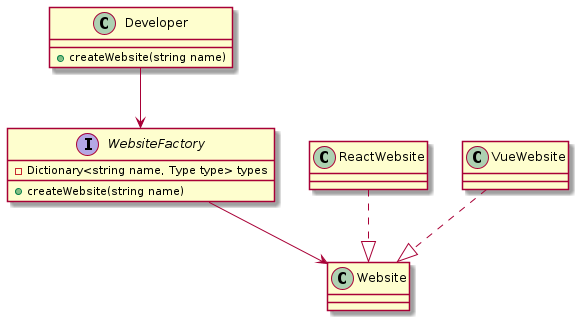 C Developer
createWebsite(string name)
I WebsiteFactory
Dictionary<string name, Type type> types
createWebsite(string name)
C ReactWebsite
C VueWebsite
C Website